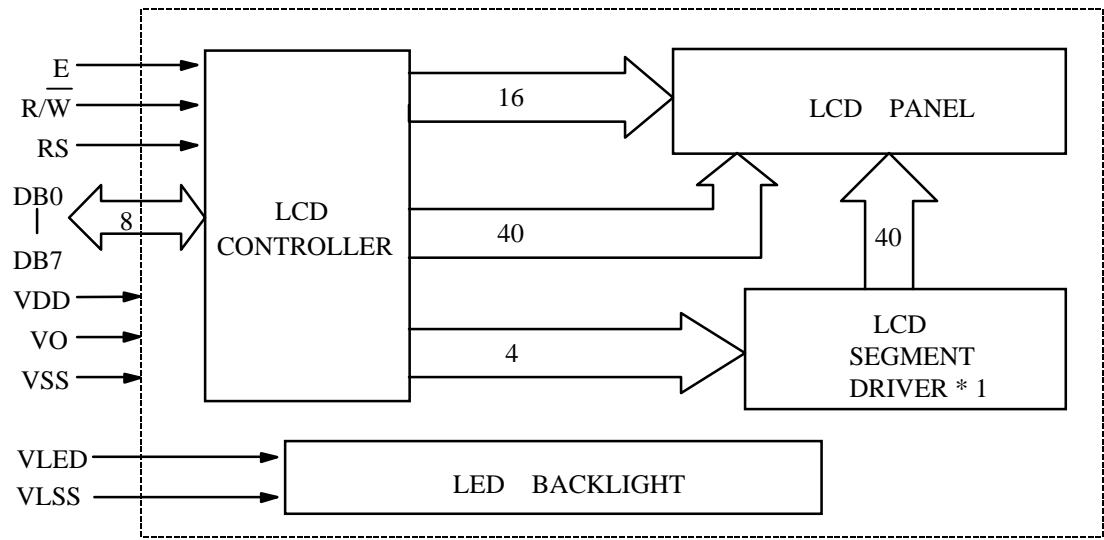 E
R/W̅
RS
DB0
DB7
8
VDD
VO
VSS
VLED
VLSS
LCD
CONTROLLER
16
40
4
LCD PANEL
40
LCD
SEGMENT
DRIVER * 1
LED BACKLIGHT